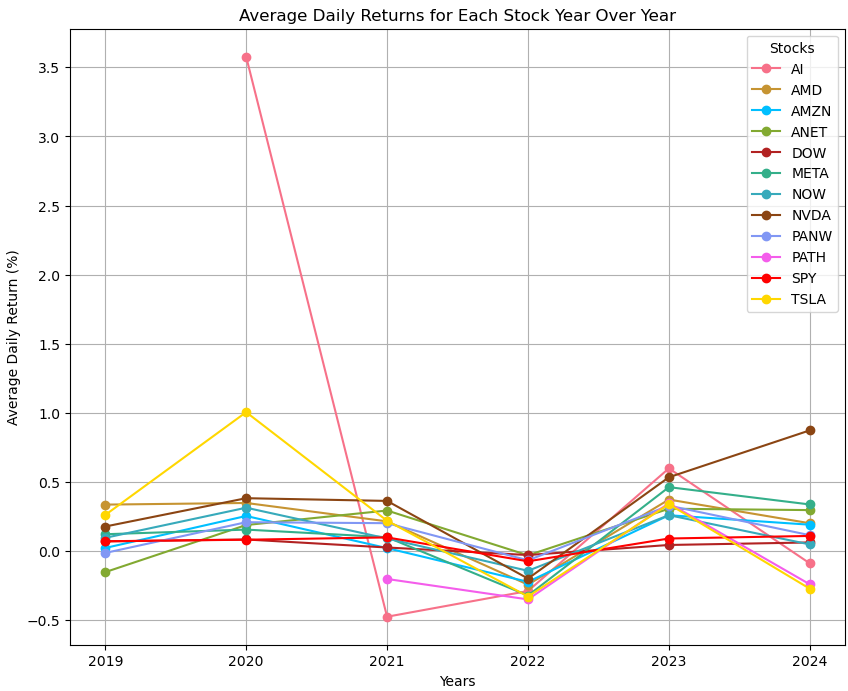 Average Daily Returns for Each Stock Year Over Year
Average Daily Return (%)
3.5
3.0
2.5
2.0
1.5
1.0
0.5
0.0
−0.5
Stocks
AI
AMD
AMZN
ANET
DOW
META
NOW
NVDA
PANW
PATH
SPY
TSLA
2019 2020 2021 2022 2023 2024
Years